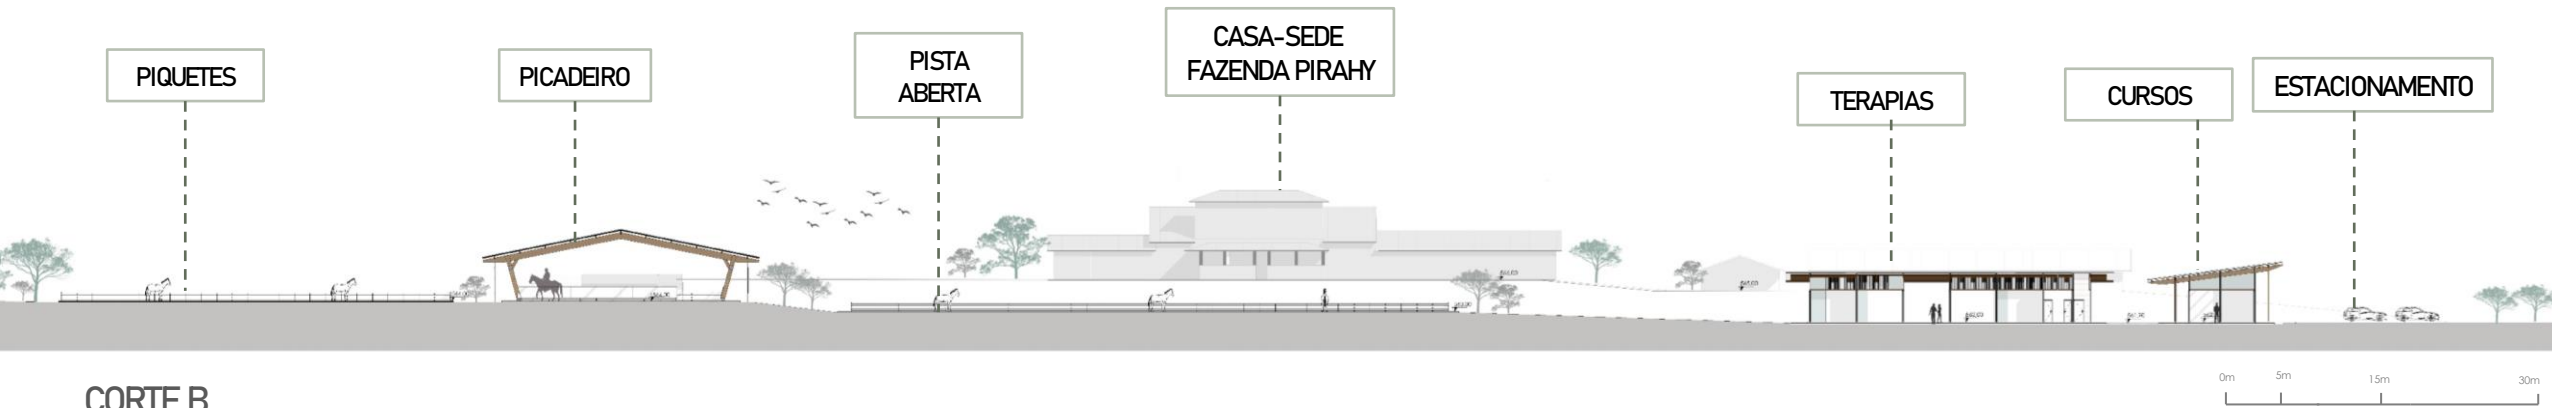 PIQUETES
PICADEIRO
PISTA
ABERTA
CASA-SEDE
FAZENDA PIRAHY
TERAPIAS
CURSOS
ESTACIONAMENTO
CORTE B
0m 5m 15m 30m